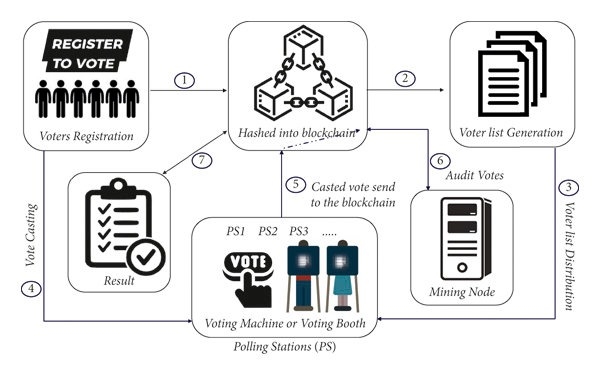 REGISTER
TO VOTE
Voters Registration
1
Hashed into blockchain
2
Voter list Generation
7
Result
5
Casted vote send
to the blockchain
6
Audit Votes
Mining Node
3
Voter list Distribution
Vote Casting
4
PS1 PS2 PS3 .....
VOTE
Voting Machine or Voting Booth
Polling Stations (PS)